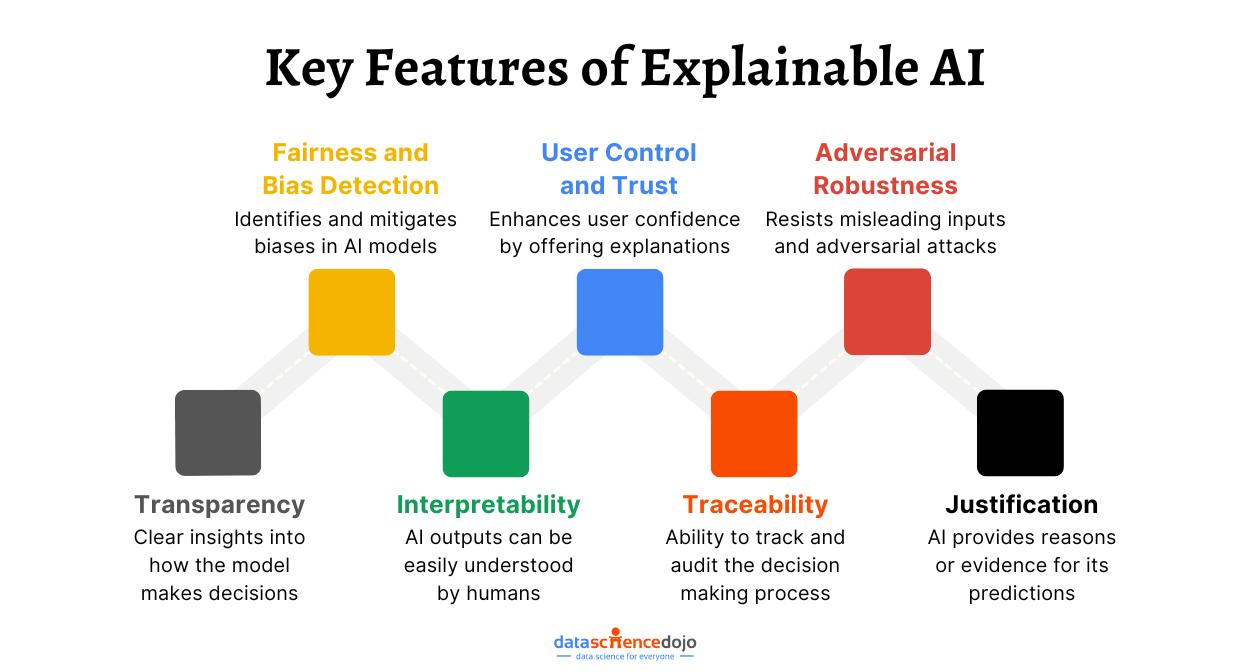 Key Features of Explainable AI
Fairness and
Bias Detection
Identifies and mitigates
biases in AI models
User Control
and Trust
Enhances user confidence
by offering explanations
Adversarial
Robustness
Resists misleading inputs
and adversarial attacks
Transparency
Clear insights into
how the model
makes decisions
Interpretability
AI outputs can be
easily understood
by humans
Traceability
Ability to track and
audit the decision
making process
Justification
AI provides reasons
or evidence for its
predictions
datasciencedojo
data science for everyone